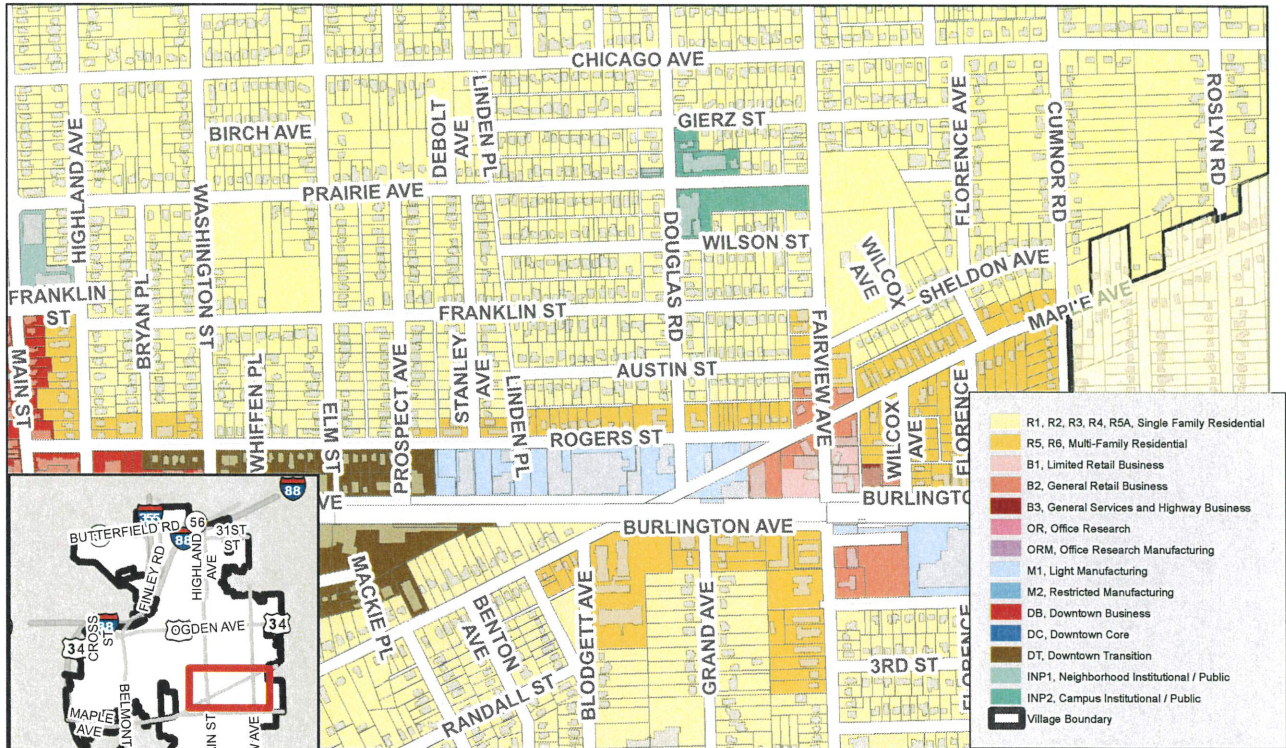 CHICAGO AVE
HIGHLAND AVE
BIRCH AVE
DEBOLT AVE
LINDEN PL
GIERZ ST
FLORENCE AVE
CUMNOR RD
ROSLYN RD
PRAIRIE AVE
WASHINGTON ST
DOUGLAS RD
WILSON ST
WILCOX AVE
SHELDON AVE
MAPLE AVE
FRANKLIN ST
BRYAN PL
FRANKLIN ST
FAIRVIEW AVE
MAIN ST
WHIFFEN PL
ELM ST
PROSPECT AVE
STANLEY AVE
LINDEN PL
AUSTIN ST
ROGERS ST
WILCOX AVE
FLORENCE
AVE
BURLINGTO
BURLINGTON AVE
MACKIE PL
BENTON AVE
RANDALL ST
BLODGETT AVE
GRAND AVE
3RD ST
FLORENCE
R1, R2, R3, R4, R5A, Single Family Residential
R5, R6, Multi-Family Residential
B1, Limited Retail Business
B2, General Retail Business
B3, General Services and Highway Business
OR, Office Research
ORM, Office Research Manufacturing
M1, Light Manufacturing
M2, Restricted Manufacturing
DB, Downtown Business
DC, Downtown Core
DT, Downtown Transition
INP1, Neighborhood Institutional / Public
INP2, Campus Institutional / Public
Village Boundary
88
BUTTERFIELD RD
56
31ST ST
88
FINLEY RD
HIGHLAND AVE
OGDEN AVE
34
88
CROSS ST
34
MAPLE AVE
BELMONT
IN ST
W AVE